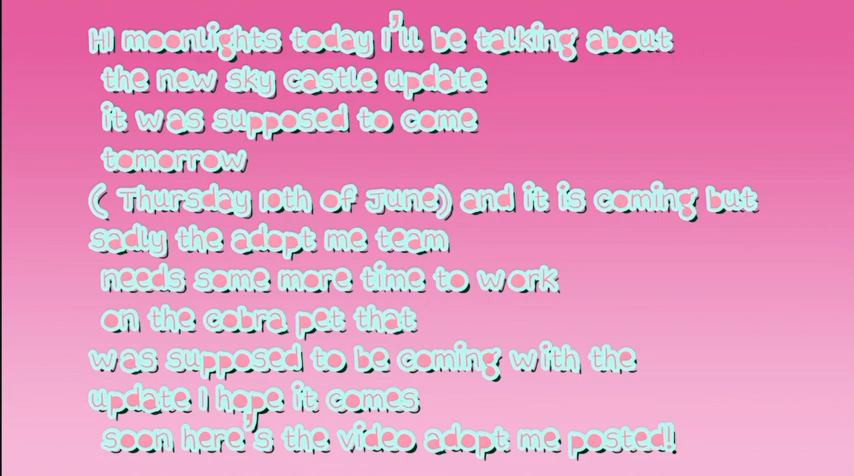 HI moonlights today I'll be talking about
the new sky castle update
it was supposed to come
tomorrow
( Thursday 10th of June) and it is coming but
sadly the adopt me team
needs some more time to work
on the cobra pet that
was supposed to be coming with the
update I hope it comes
soon here's the video adopt me posted!